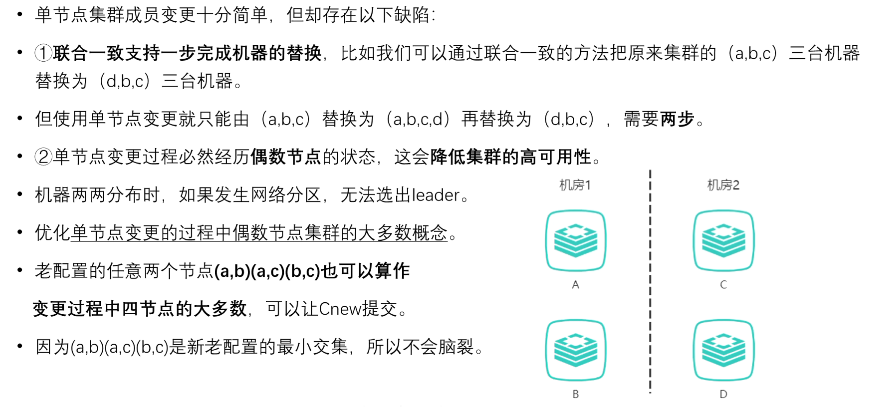 • 单节点集群成员变更十分简单，但却存在以下缺陷：
• ①联合一致支持一步完成机器的替换，比如我们可以通过联合一致的方法把原来集群的（a,b,c）三台机器
替换为（d,b,c）三台机器。
• 但使用单节点变更就只能由（a,b,c）替换为（a,b,c,d）再替换为（d,b,c），需要两步。
• ②单节点变更过程必然经历偶数节点的状态，这会降低集群的高可用性。
• 机器两两分布时，如果发生网络分区，无法选出leader。
• 优化单节点变更的过程中偶数节点集群的大多数概念。
• 老配置的任意两个节点(a,b)(a,c)(b,c)也可以算作
变更过程中四节点的大多数，可以让Cnew提交。
• 因为(a,b)(a,c)(b,c)是新老配置的最小交集，所以不会脑裂。
机房1
机房2
A
C
B
D